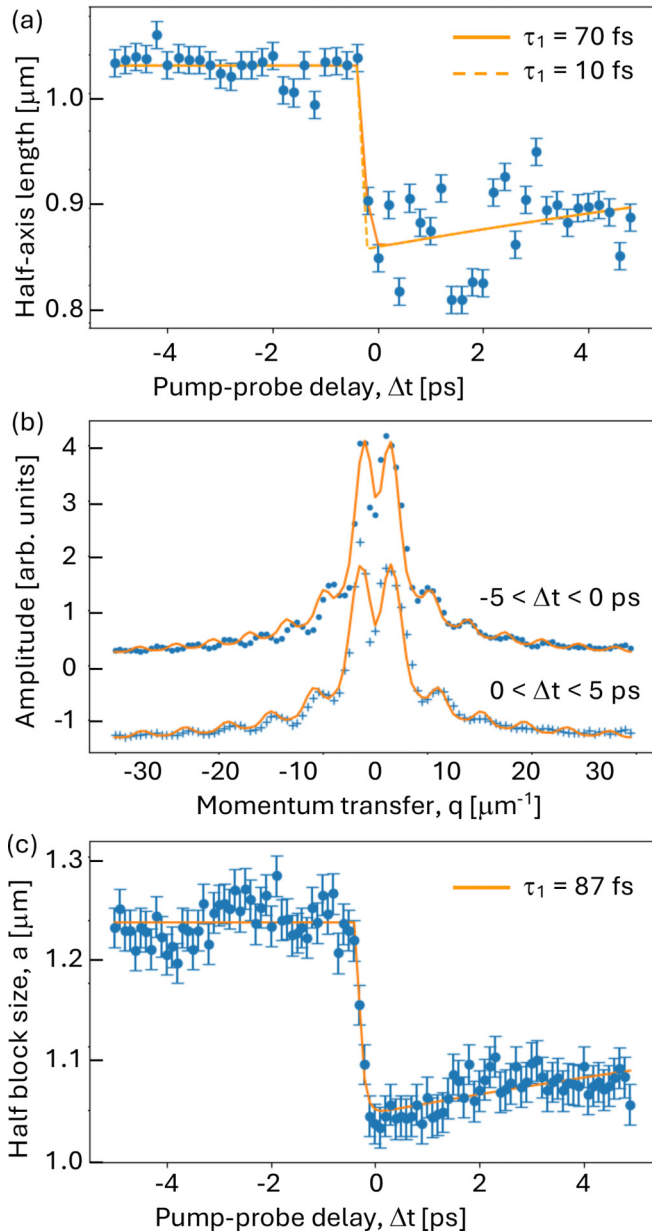 (a)
τ1 = 70 fs
τ1 = 10 fs
1.0
0.9
0.8
Half-axis length [μm]
-4 -2 0 2 4
Pump-probe delay, Δt [ps]
(b)
4
3
2
1
0
-1
Amplitude [arb. units]
-5 < Δt < 0 ps
0 < Δt < 5 ps
-30 -20 -10 0 10 20 30
Momentum transfer, q [μm⁻¹]
(c)
1.3
1.2
1.1
1.0
Half block size, a [μm]
τ1 = 87 fs
-4 -2 0 2 4
Pump-probe delay, Δt [ps]